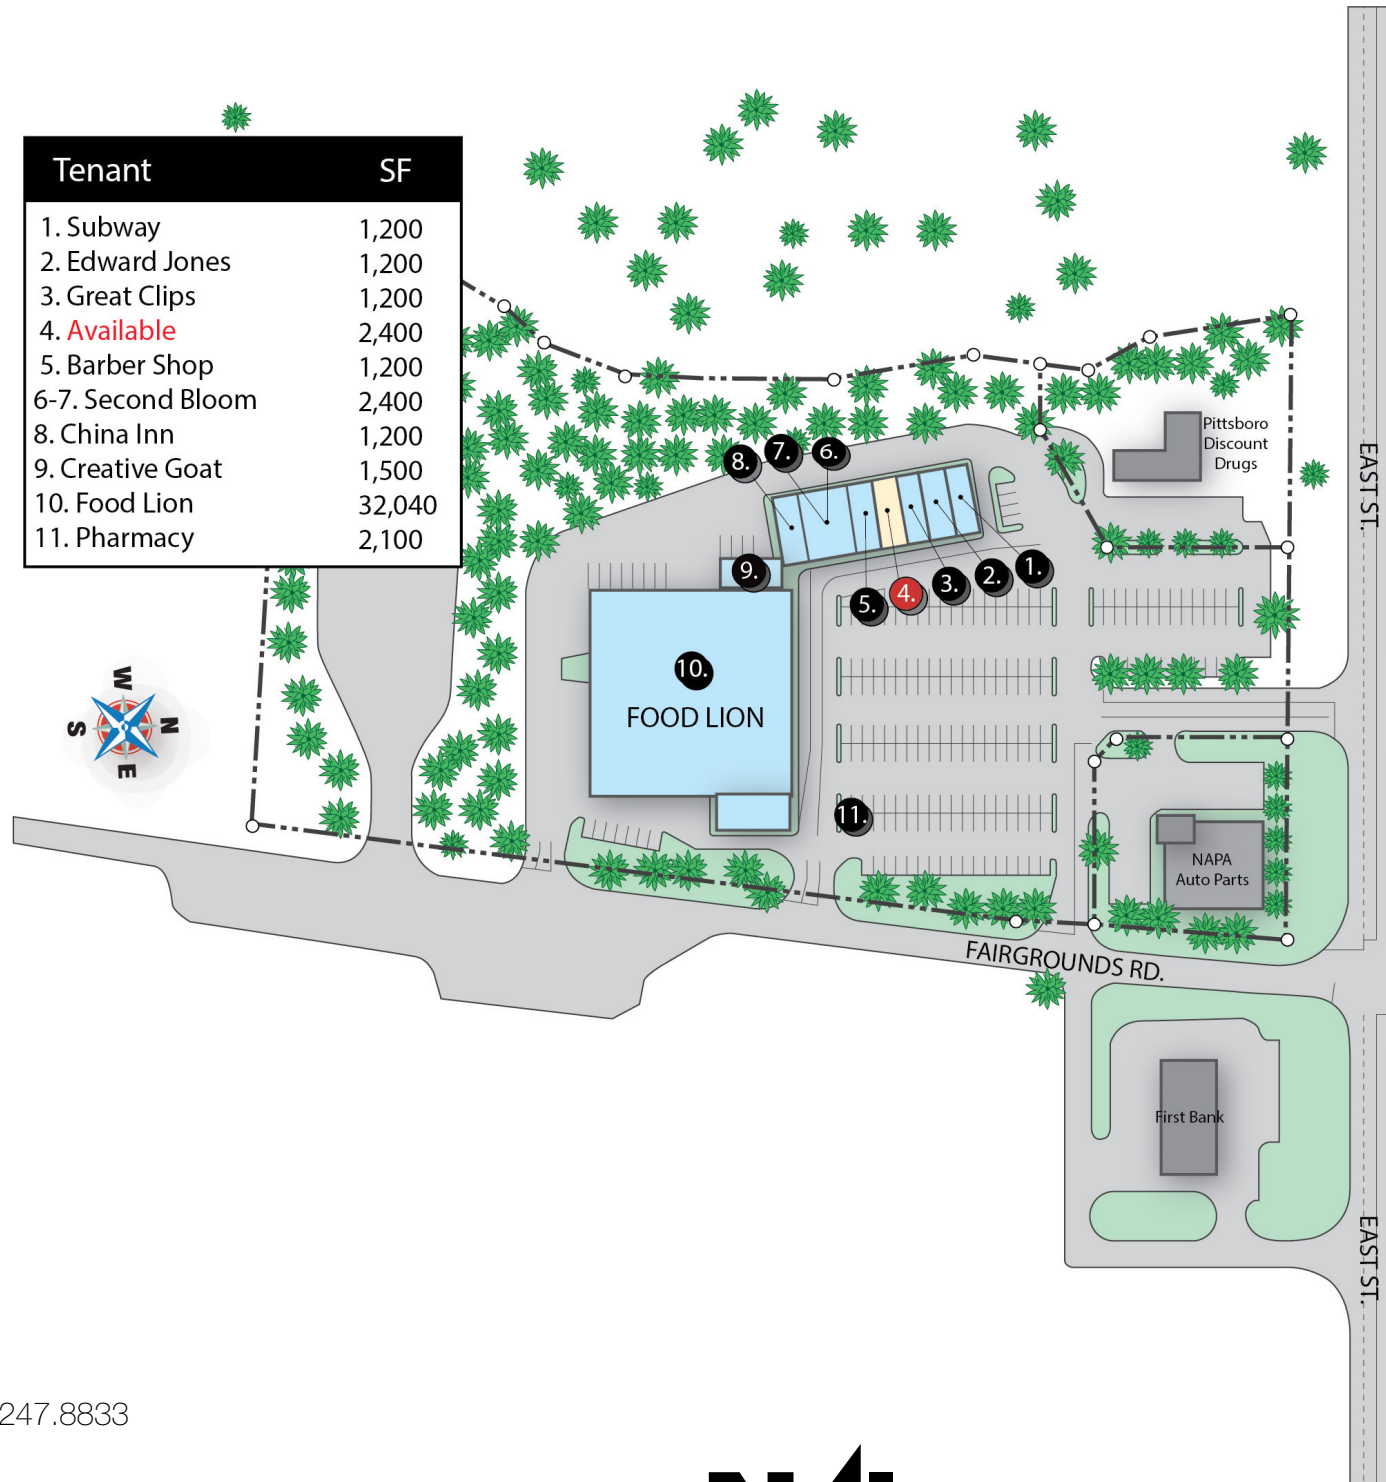 Tenant SF
1. Subway 1,200
2. Edward Jones 1,200
3. Great Clips 1,200
4. Available 2,400
5. Barber Shop 1,200
6-7. Second Bloom 2,400
8. China Inn 1,200
9. Creative Goat 1,500
10. Food Lion 32,040
11. Pharmacy 2,100
Pittsboro
Discount
Drugs
EAST ST.
8.
7.
6.
5.
4.
3.
2.
1.
9.
10.
FOOD LION
W
S
N
E
11.
NAPA
Auto Parts
FAIRGROUNDS RD.
First Bank
EAST ST.
247.8833